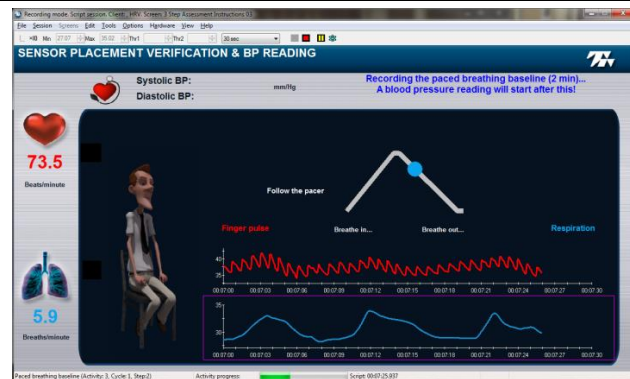 Recording mode. Script session. Client: , HRV- Screen: 3 Step Assessment Instructions 03
File Session Screens Edit Tools Options Hardware View Help
Min 27.07 Max 39.02 Thr1 Thr2 30 sec
SENSOR PLACEMENT VERIFICATION & BP READING
Systolic BP:
Diastolic BP:
mm/Hg
Recording the paced breathing baseline (2 min)...
A blood pressure reading will start after this!
73.5
Beats/minute
Follow the pacer
Breathe in... Breathe out...
Finger pulse Respiration
40
35
00:07:00 00:07:03 00:07:06 00:07:09 00:07:12 00:07:15 00:07:18 00:07:21 00:07:24 00:07:27 00:07:30
5.9
Breaths/minute
35
30
00:07:00 00:07:03 00:07:06 00:07:09 00:07:12 00:07:15 00:07:18 00:07:21 00:07:24 00:07:27 00:07:30
Paced breathing baseline (Activity: 3, Cycle: 1, Step:2) Activity progress: Script: 00:07:25.937